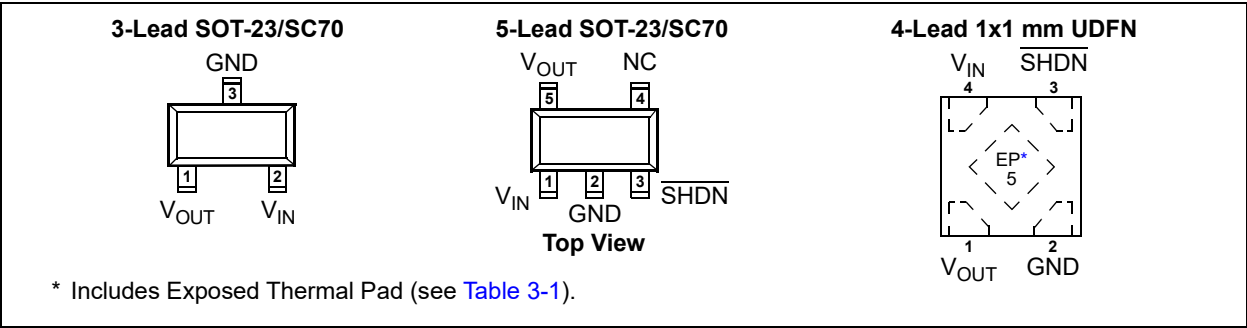 3-Lead SOT-23/SC70
GND
3
1
2
VOUT
VIN
5-Lead SOT-23/SC70
VOUT
NC
5
4
1
2
3
VIN
GND
SHDN
Top View
4-Lead 1x1 mm UDFN
VIN
SHDN
4
3
EP*
5
1
2
VOUT
GND
* Includes Exposed Thermal Pad (see Table 3-1).